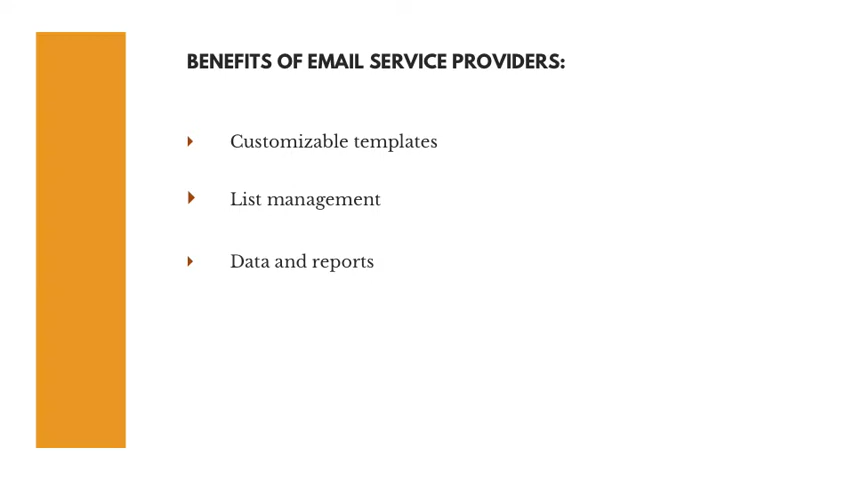 BENEFITS OF EMAIL SERVICE PROVIDERS:
Customizable templates
List management
Data and reports